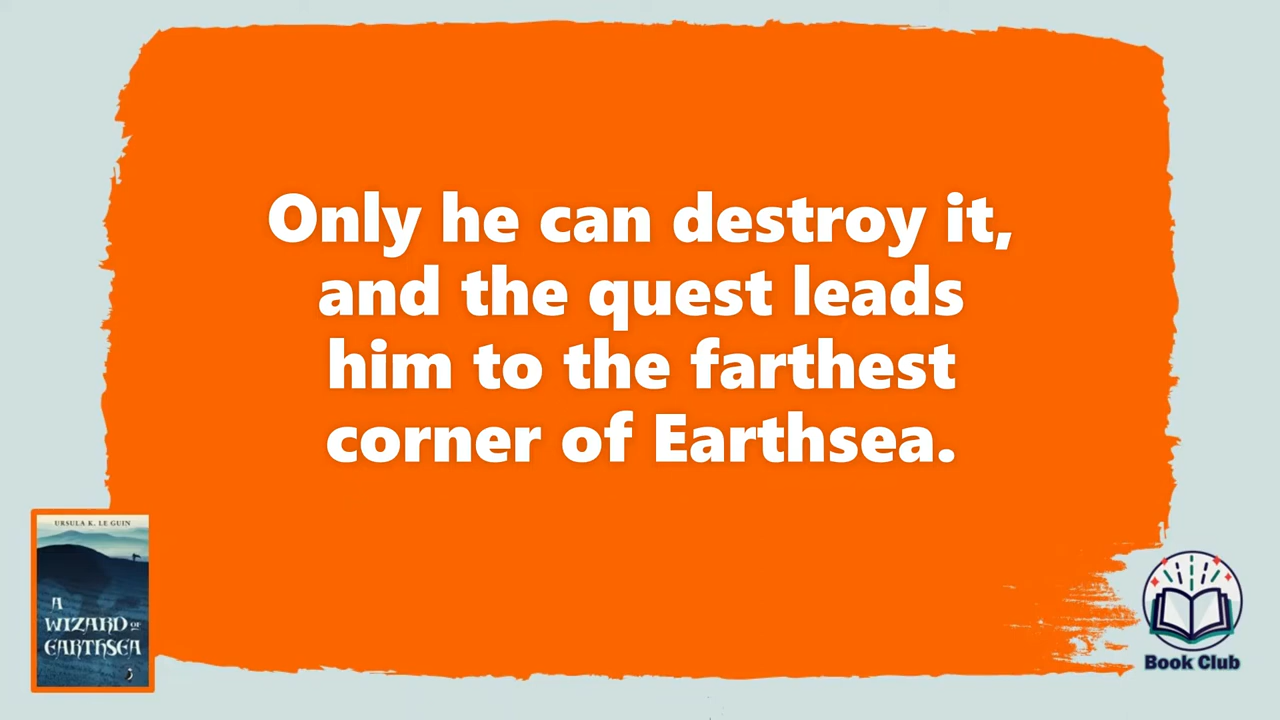 Only he can destroy it,
and the quest leads
him to the farthest
corner of Earthsea.
URSULA K. LE GUIN
A
WIZARD OF
EARTHSEA
Book Club